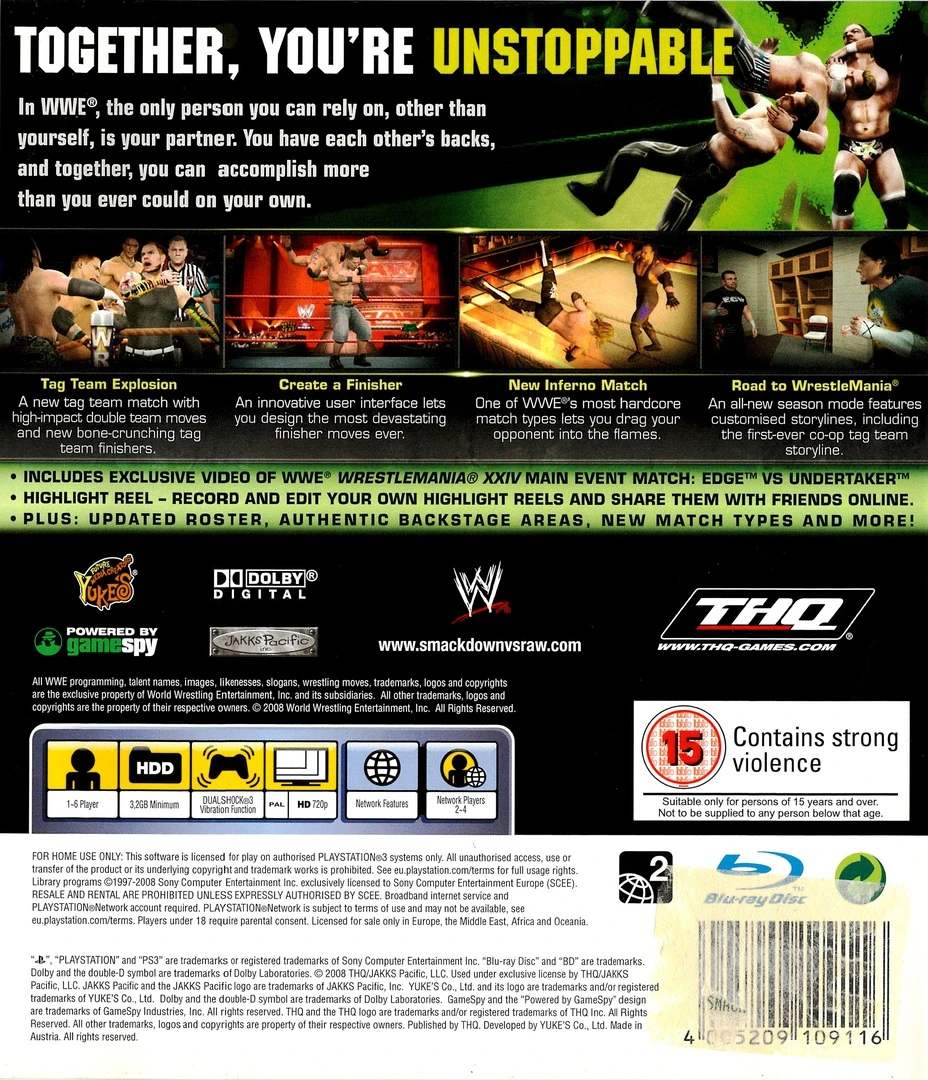 TOGETHER, YOU'RE UNSTOPPABLE
In WWE®, the only person you can rely on, other than
yourself, is your partner. You have each other's backs,
and together, you can accomplish more
than you ever could on your own.
Tag Team Explosion
A new tag team match with
high-impact double team moves
and new bone-crunching tag
team finishers.
Create a Finisher
An innovative user interface lets
you design the most devastating
finisher moves ever.
New Inferno Match
One of WWE®'s most hardcore
match types lets you drag your
opponent into the flames.
Road to WrestleMania®
An all-new season mode features
customised storylines, including
the first-ever co-op tag team
storyline.
• INCLUDES EXCLUSIVE VIDEO OF WWE® WRESTLEMANIA® XXIV MAIN EVENT MATCH: EDGE™ VS UNDERTAKER™
• HIGHLIGHT REEL – RECORD AND EDIT YOUR OWN HIGHLIGHT REELS AND SHARE THEM WITH FRIENDS ONLINE.
• PLUS: UPDATED ROSTER, AUTHENTIC BACKSTAGE AREAS, NEW MATCH TYPES AND MORE!
FUTURE MEDIA CREATOR
YUKE'S®
DOLBY®
DIGITAL
W
THQ®
POWERED BY
gamespy
JAKKS Pacific
INC.
www.smackdownvsraw.com
WWW.THQ-GAMES.COM
All WWE programming, talent names, images, likenesses, slogans, wrestling moves, trademarks, logos and copyrights
are the exclusive property of World Wrestling Entertainment, Inc. and its subsidiaries. All other trademarks, logos and
copyrights are the property of their respective owners. © 2008 World Wrestling Entertainment, Inc. All Rights Reserved.
HDD
1-6 Player
3,2GB Minimum
DUALSHOCK®3
Vibration Function
PAL
HD 720p
Network Features
Network Players
2-4
15
Contains strong
violence
Suitable only for persons of 15 years and over.
Not to be supplied to any person below that age.
FOR HOME USE ONLY: This software is licensed for play on authorised PLAYSTATION®3 systems only. All unauthorised access, use or
transfer of the product or its underlying copyright and trademark works is prohibited. See eu.playstation.com/terms for full usage rights.
Library programs ©1997-2008 Sony Computer Entertainment Inc. exclusively licensed to Sony Computer Entertainment Europe (SCEE).
RESALE AND RENTAL ARE PROHIBITED UNLESS EXPRESSLY AUTHORISED BY SCEE. Broadband internet service and
PLAYSTATION®Network account required. PLAYSTATION®Network is subject to terms of use and may not be available, see
eu.playstation.com/terms. Players under 18 require parental consent. Licensed for sale only in Europe, the Middle East, Africa and Oceania.
2
Blu-ray Disc™
", "PLAYSTATION" and "PS3" are trademarks or registered trademarks of Sony Computer Entertainment Inc. "Blu-ray Disc" and "BD" are trademarks.
Dolby and the double-D symbol are trademarks of Dolby Laboratories. © 2008 THQ/JAKKS Pacific, LLC. Used under exclusive license by THQ/JAKKS
Pacific, LLC. JAKKS Pacific and the JAKKS Pacific logo are trademarks of JAKKS Pacific, Inc. YUKE'S Co., Ltd. and its logo are trademarks and/or registered
trademarks of YUKE'S Co., Ltd. Dolby and the double-D symbol are trademarks of Dolby Laboratories. GameSpy and the "Powered by GameSpy" design
are trademarks of GameSpy Industries, Inc. All rights reserved. THQ and the THQ logo are trademarks and/or registered trademarks of THQ Inc. All Rights
Reserved. All other trademarks, logos and copyrights are property of their respective owners. Published by THQ. Developed by YUKE'S Co., Ltd. Made in
Austria. All rights reserved.
4 005209 109116